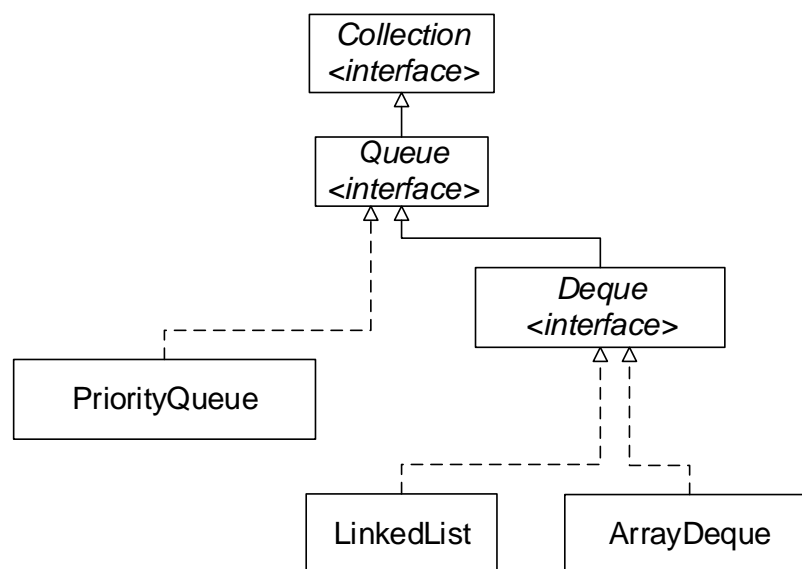 Collection
<interface>
Queue
<interface>
Deque
<interface>
PriorityQueue
LinkedList
ArrayDeque